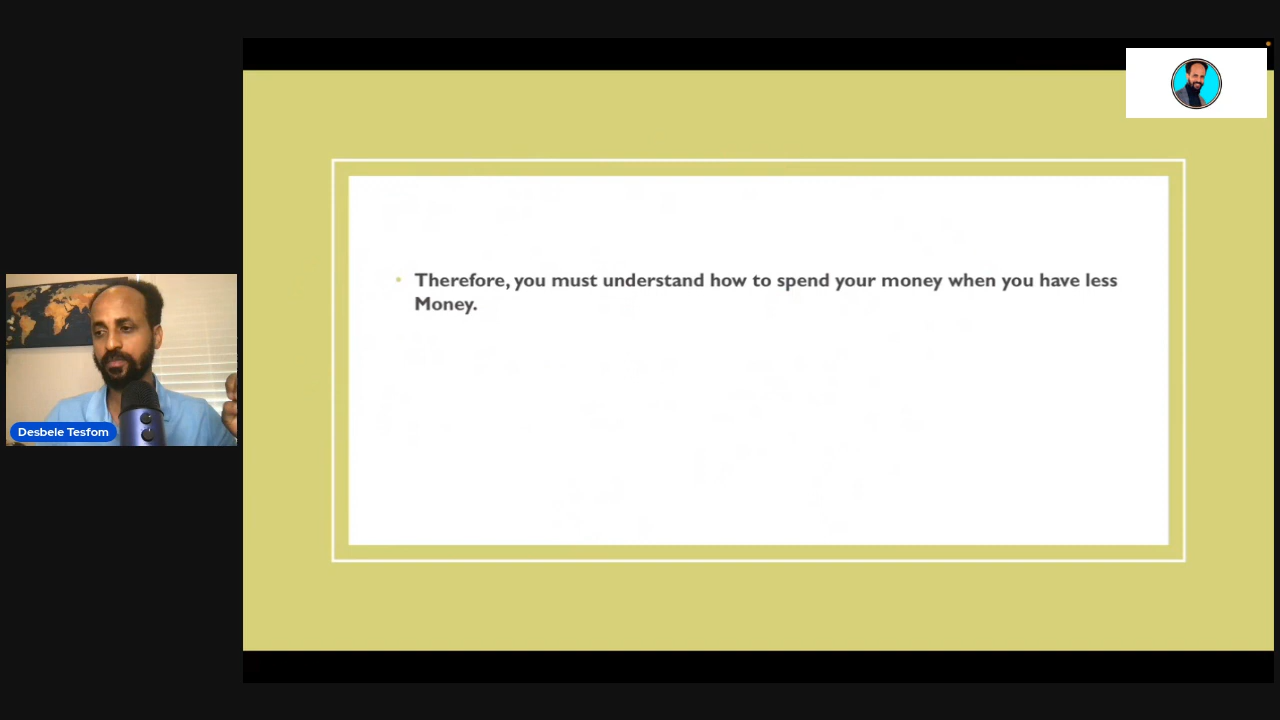 Therefore, you must understand how to spend your money when you have less
Money.
Desbele Tesfom